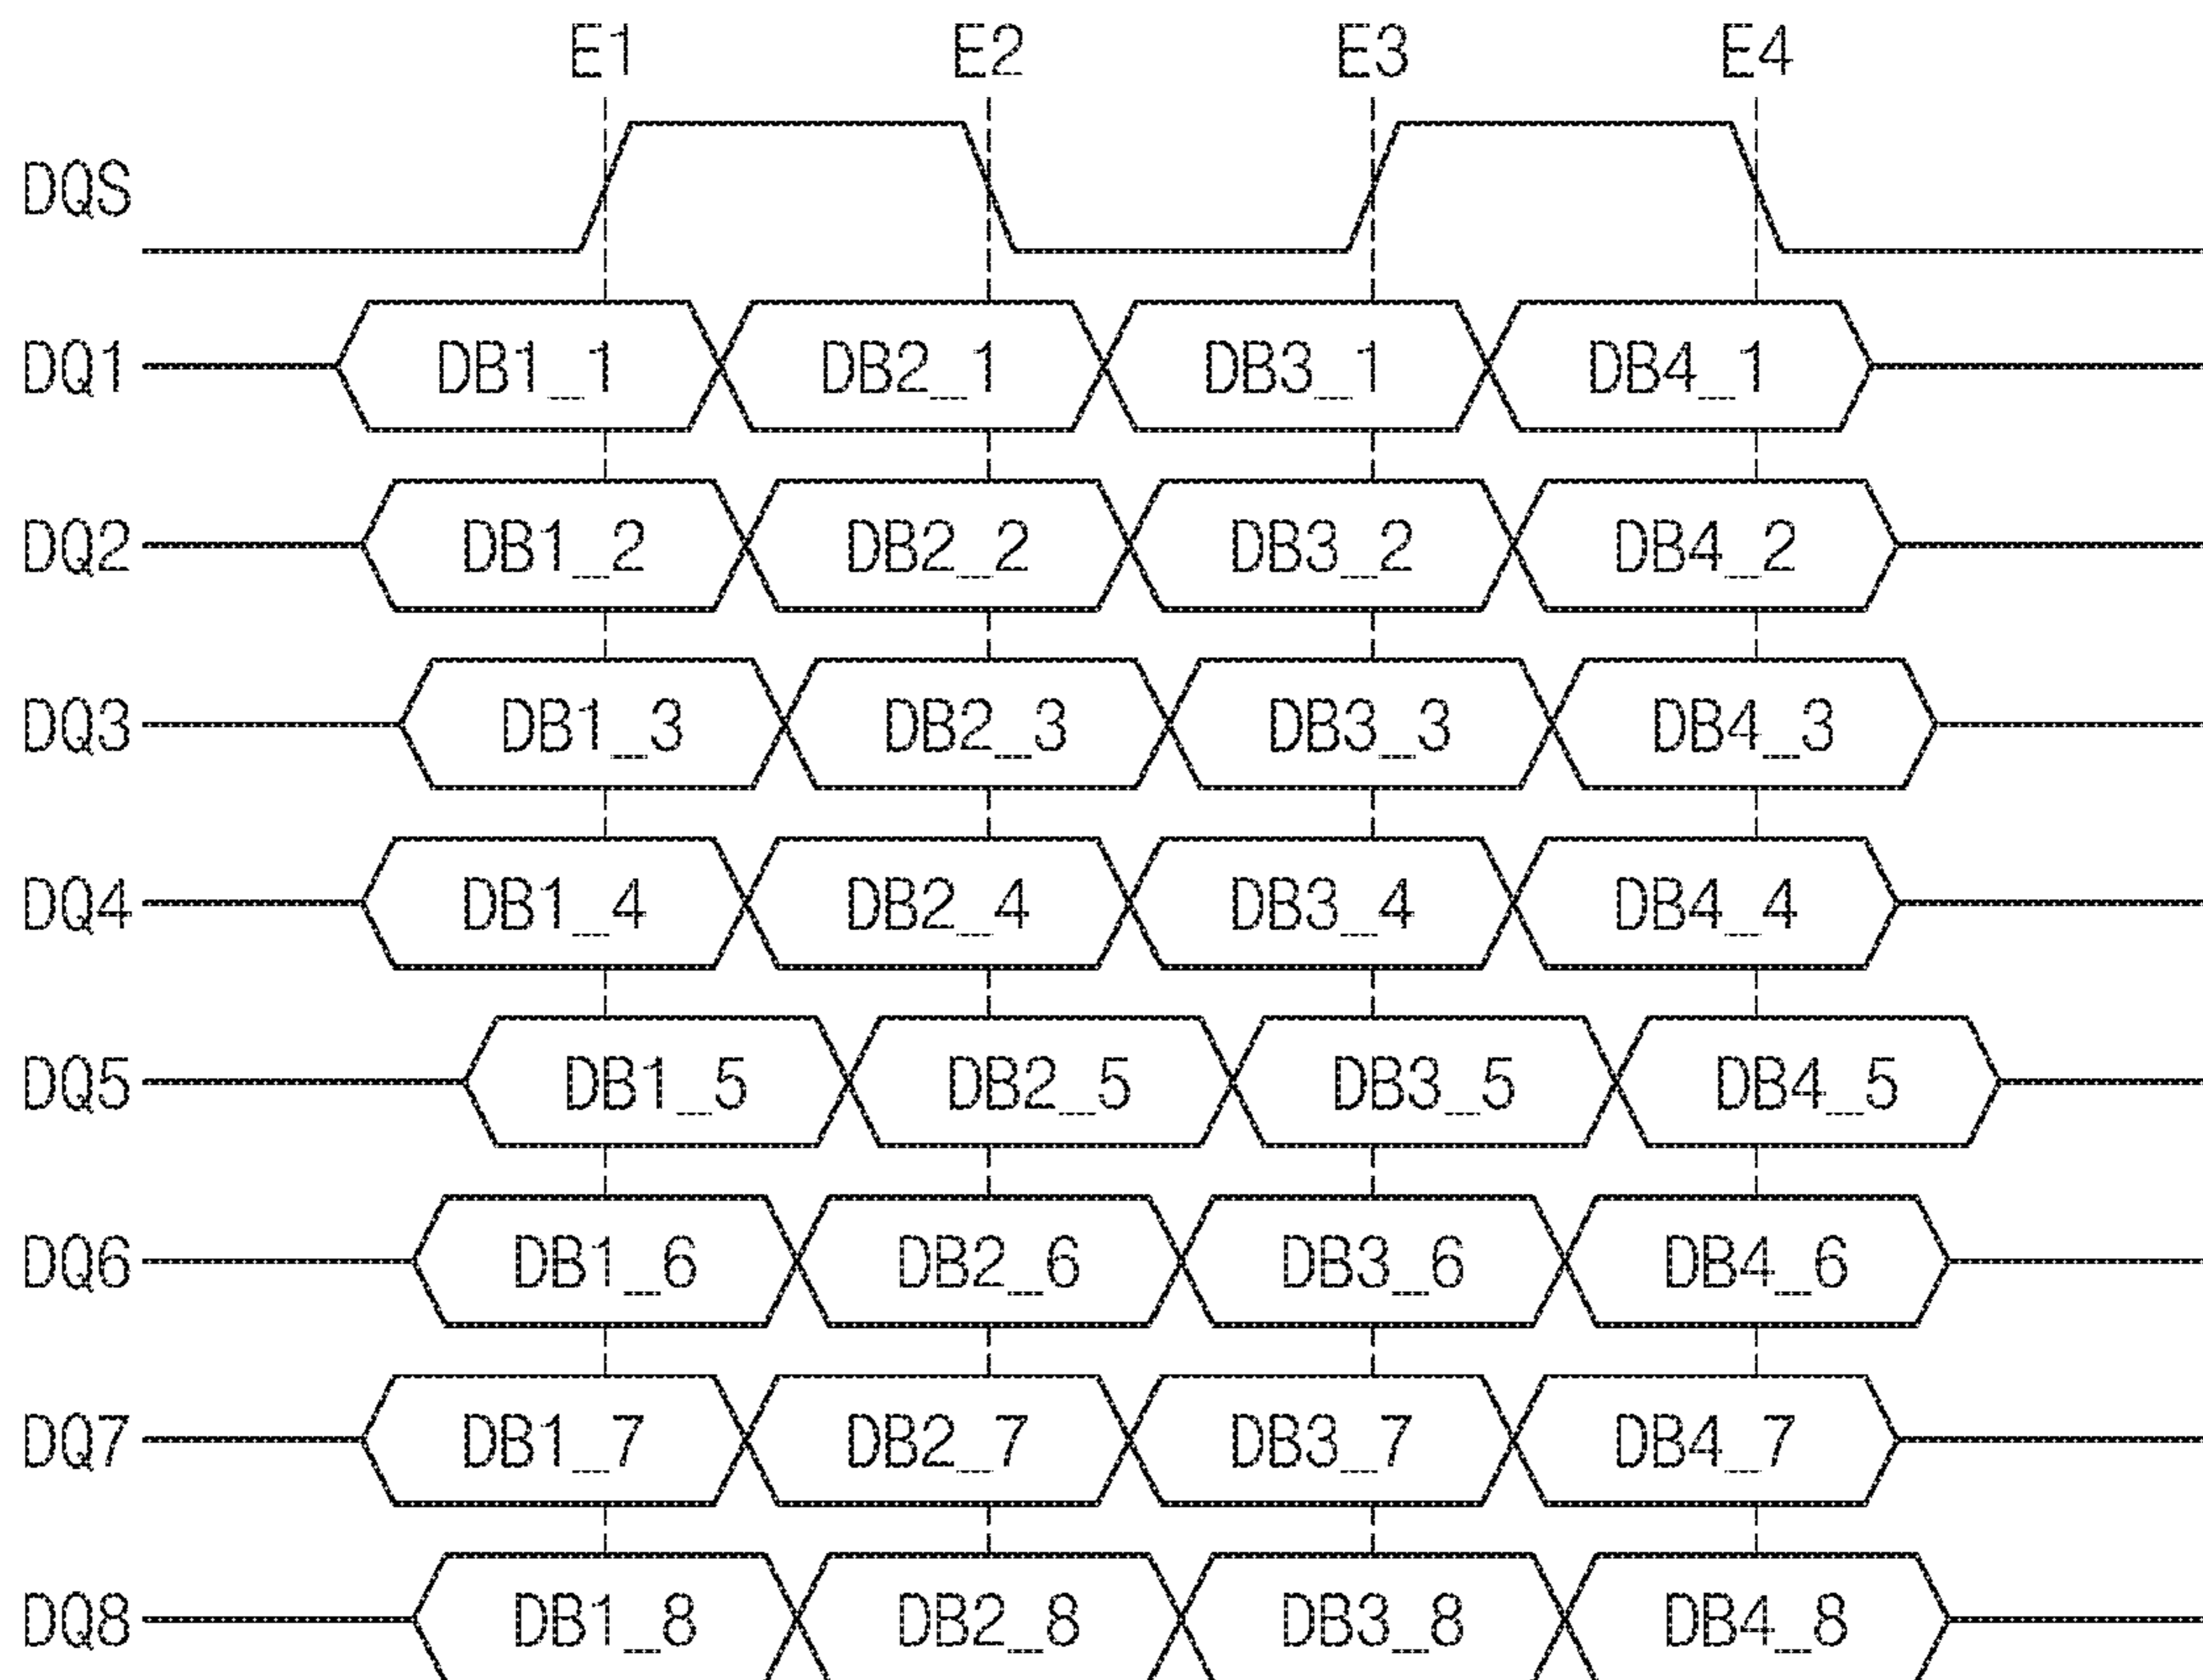 E1 E2 E3 E4
DQS
DQ1 DB1_1 DB2_1 DB3_1 DB4_1
DQ2 DB1_2 DB2_2 DB3_2 DB4_2
DQ3 DB1_3 DB2_3 DB3_3 DB4_3
DQ4 DB1_4 DB2_4 DB3_4 DB4_4
DQ5 DB1_5 DB2_5 DB3_5 DB4_5
DQ6 DB1_6 DB2_6 DB3_6 DB4_6
DQ7 DB1_7 DB2_7 DB3_7 DB4_7
DQ8 DB1_8 DB2_8 DB3_8 DB4_8